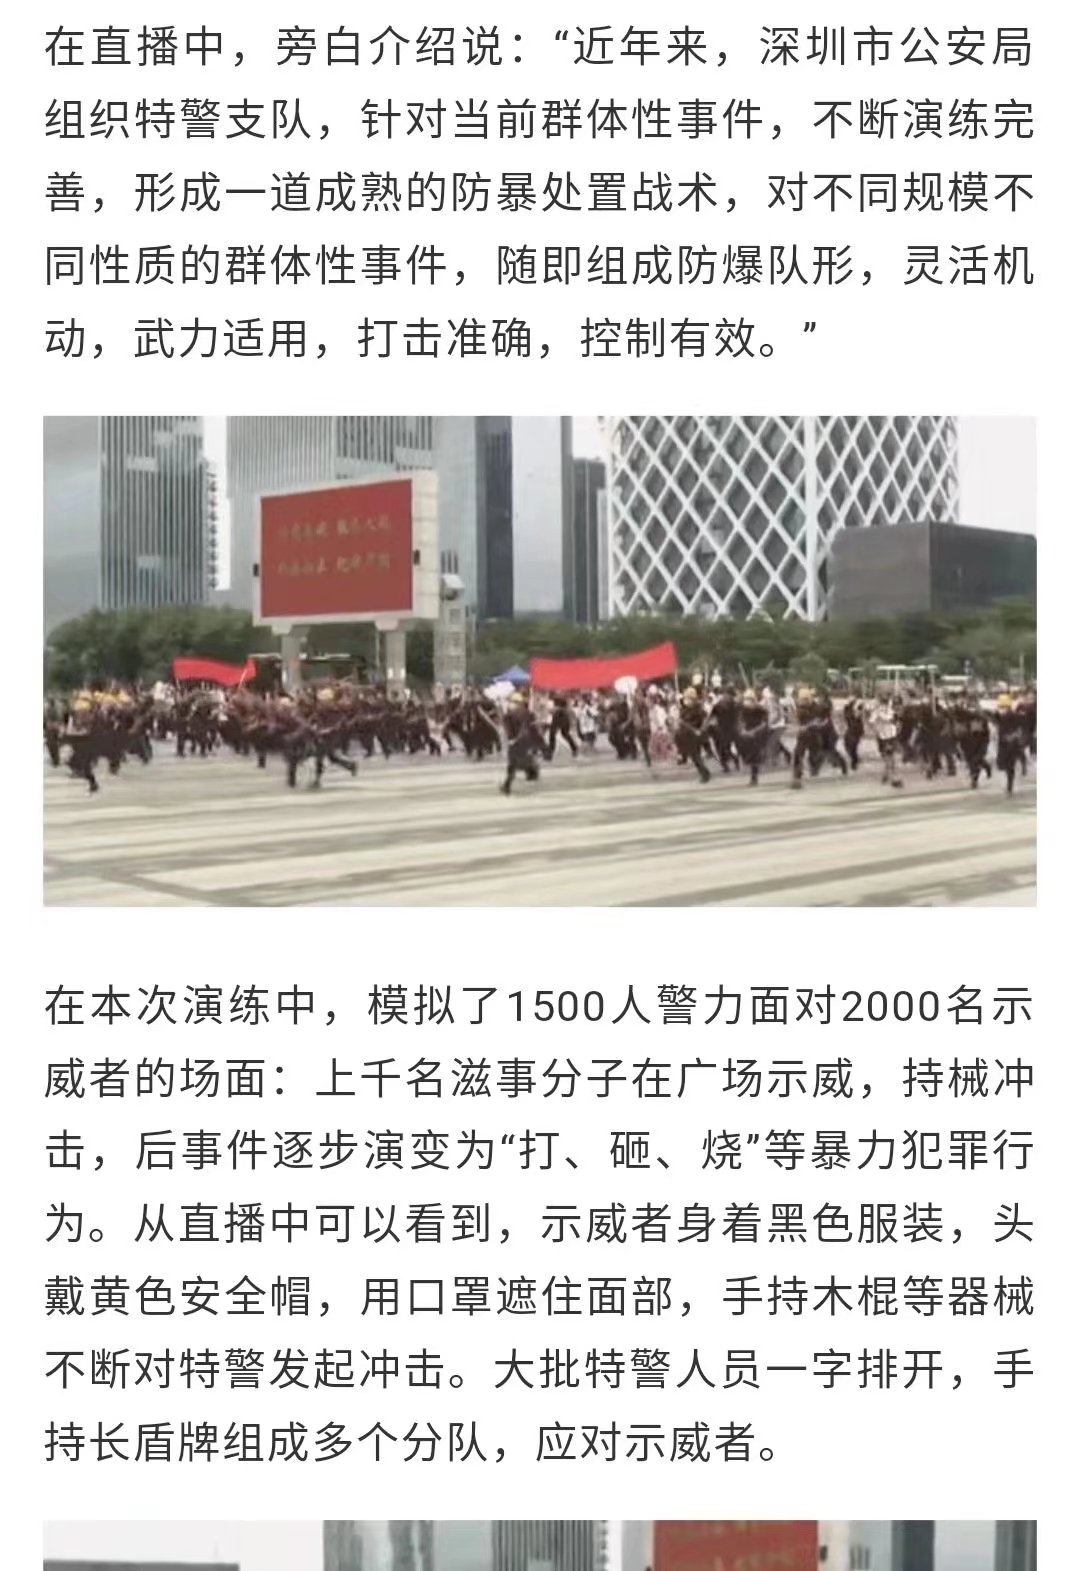 在直播中，旁白介绍说：“近年来，深圳市公安局
组织特警支队，针对当前群体性事件，不断演练完
善，形成一道成熟的防暴处置战术，对不同规模不
同性质的群体性事件，随即组成防爆队形，灵活机
动，武力适用，打击准确，控制有效。”
在本次演练中，模拟了1500人警力面对2000名示
威者的场面：上千名滋事分子在广场示威，持械冲
击，后事件逐步演变为“打、砸、烧”等暴力犯罪行
为。从直播中可以看到，示威者身着黑色服装，头
戴黄色安全帽，用口罩遮住面部，手持木棍等器械
不断对特警发起冲击。大批特警人员一字排开，手
持长盾牌组成多个分队，应对示威者。